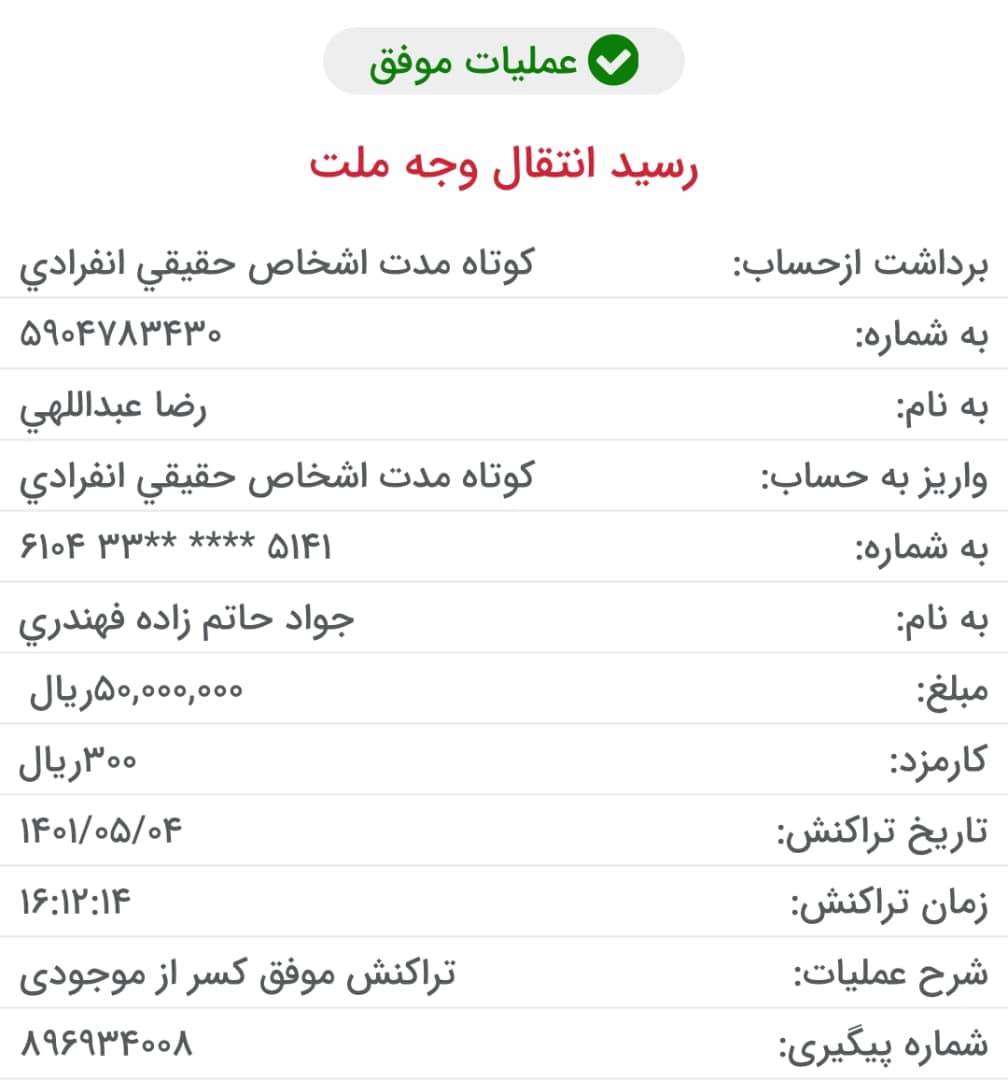 عملیات موفق
رسید انتقال وجه ملت
برداشت ازحساب: كوتاه مدت اشخاص حقيقي انفرادي
به شماره: ۵۹۰۴۷۸۳۴۳۰
به نام: رضا عبداللهي
واریز به حساب: كوتاه مدت اشخاص حقيقي انفرادي
به شماره: ۶۱۰۴ ۳۳** **** ۵۱۴۱
به نام: جواد حاتم زاده فهندري
مبلغ: ۵۰,۰۰۰,۰۰۰ریال
کارمزد: ۳۰۰ریال
تاریخ تراکنش: ۱۴۰۱/۰۵/۰۴
زمان تراکنش: ۱۶:۱۲:۱۴
شرح عملیات: تراکنش موفق کسر از موجودی
شماره پیگیری: ۸۹۶۹۳۴۰۰۸